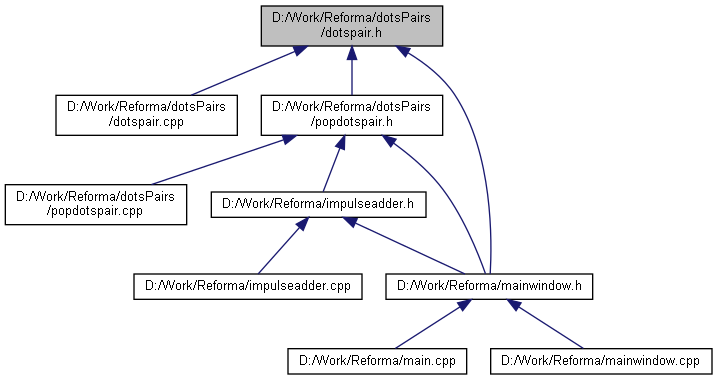 D:/Work/Reforma/dotsPairs
/dotspair.h
D:/Work/Reforma/dotsPairs
/dotspair.cpp
D:/Work/Reforma/dotsPairs
/popdotspair.h
D:/Work/Reforma/dotsPairs
/popdotspair.cpp
D:/Work/Reforma/impulseadder.h
D:/Work/Reforma/impulseadder.cpp
D:/Work/Reforma/mainwindow.h
D:/Work/Reforma/main.cpp
D:/Work/Reforma/mainwindow.cpp